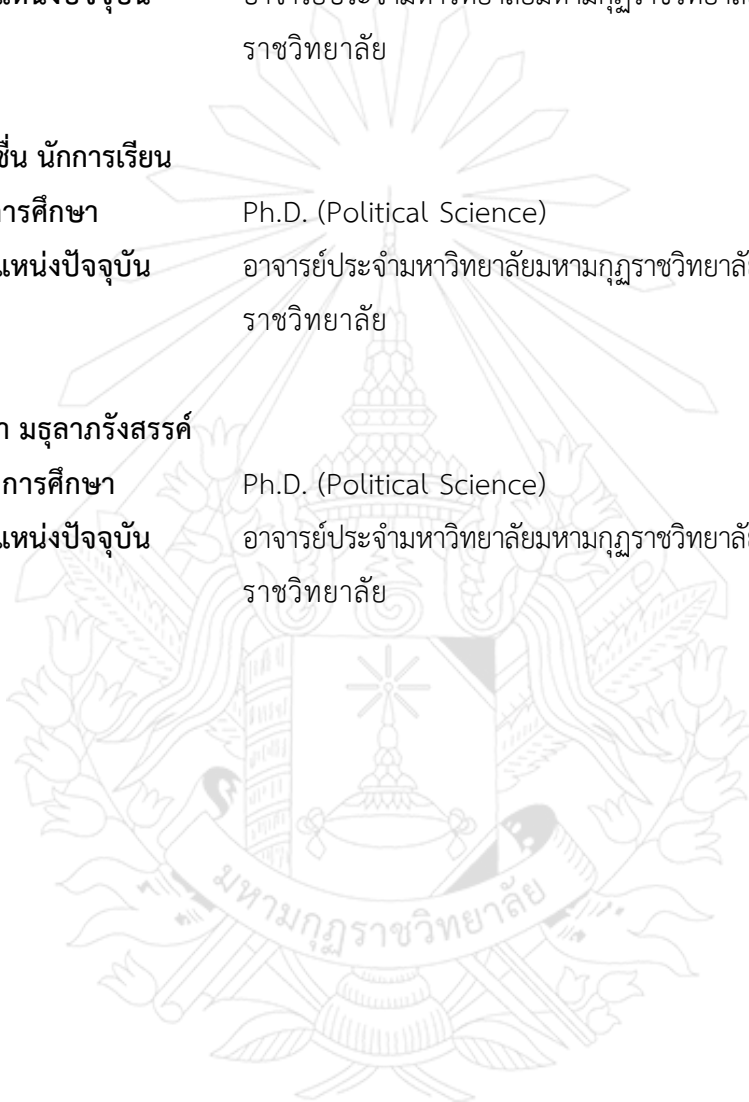 ราชวิทยาลัย
นักการเรียน
การศึกษา Ph.D. (Political Science)
แหน่งปัจจุบัน อาจารย์ประจำมหาวิทยาลัยมหามกุฏราชวิทยาลัย
ราชวิทยาลัย
มธุลาภรังสรรค์
การศึกษา Ph.D. (Political Science)
แหน่งปัจจุบัน อาจารย์ประจำมหาวิทยาลัยมหามกุฏราชวิทยาลัย
ราชวิทยาลัย
มหามกุฏราชวิทยาลัย